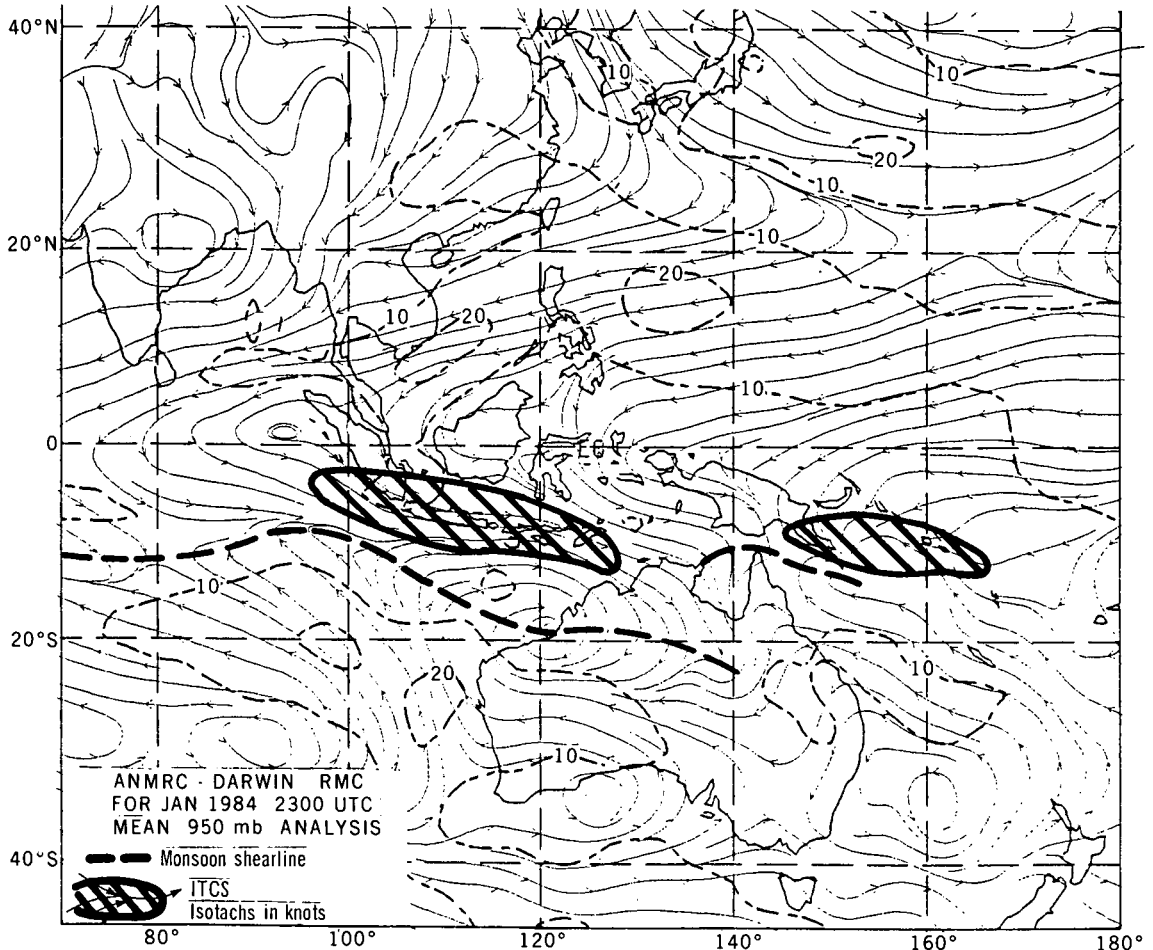 40°N
10
10
20
10
20°N
10
20
10
20
10
0
EQ
10
20°S
20
10
10
ANMRC - DARWIN RMC
FOR JAN 1984 2300 UTC
MEAN 950 mb ANALYSIS
Monsoon shearline
40°S
ITCS
Isotachs in knots
80° 100° 120° 140° 160° 180°